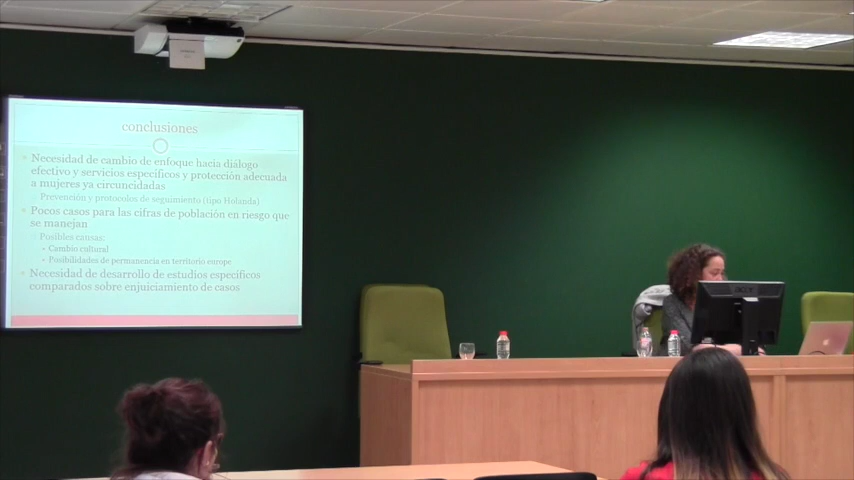 conclusiones
Necesidad de cambio de enfoque hacia diálogo
efectivo y servicios específicos y protección adecuada
a mujeres ya circuncidadas
Prevención y protocolos de seguimiento (tipo Holanda)
Pocos casos para las cifras de población en riesgo que
se manejan
Posibles causas:
Cambio cultural
Posibilidades de permanencia en territorio europe
Necesidad de desarrollo de estudios específicos
comparados sobre enjuiciamiento de casos
acer